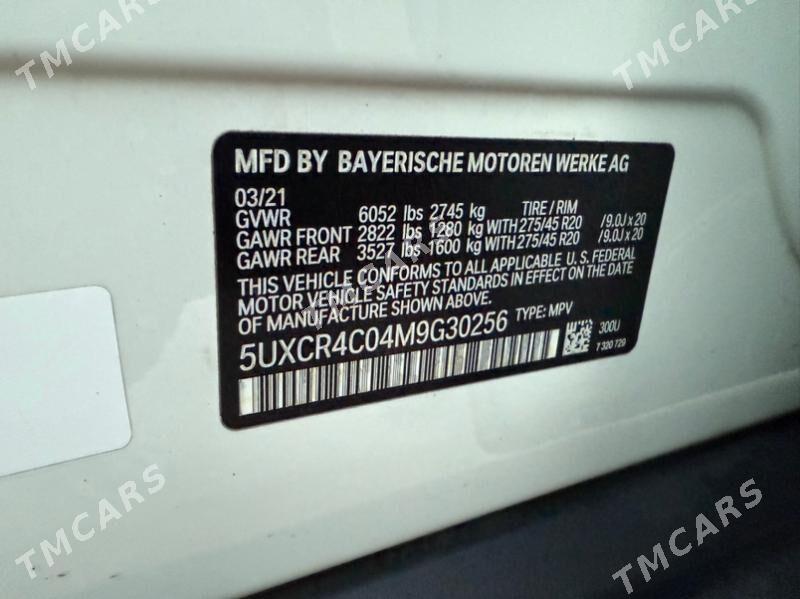 TMCARS
TMCARS
TMCARS
MFD BY BAYERISCHE MOTOREN WERKE AG
03/21
GVWR 6052 lbs 2745 kg TIRE / RIM
GAWR FRONT 2822 lbs 1280 kg WITH 275/45 R20 /9.0J x 20
GAWR REAR 3527 lbs 1600 kg WITH 275/45 R20 /9.0J x 20
THIS VEHICLE CONFORMS TO ALL APPLICABLE U. S. FEDERAL
MOTOR VEHICLE SAFETY STANDARDS IN EFFECT ON THE DATE
OF MANUFACTURE SHOWN ABOVE.
TMCARS
5UXCR4C04M9G30256 TYPE: MPV
300U
7 320 729
TMCARS
TMCARS